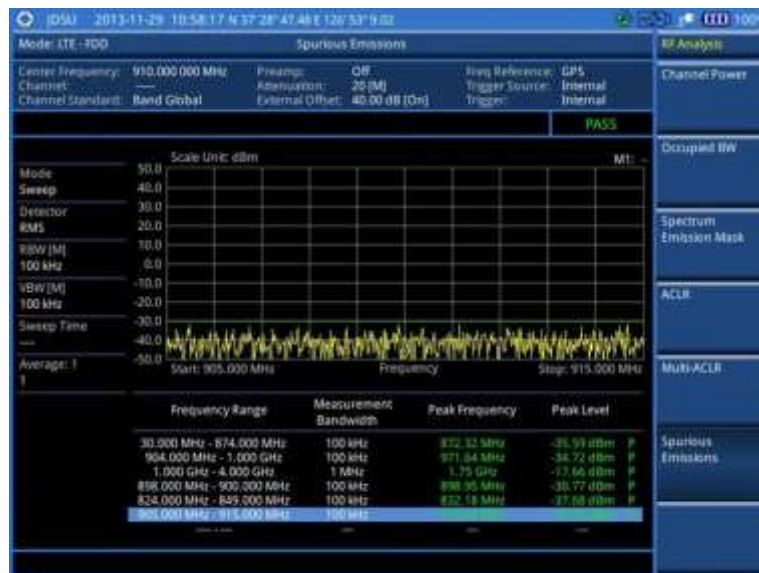 JDSU 2013-11-29 10:58:17 N 37° 28' 47.48 E 126° 53' 9.02 100%
Mode: LTE - FDD Spurious Emissions RF Analysis
Center Frequency: 910.000 000 MHz Preamp: Off Freq Reference: GPS
Channel: ---- Attenuation: 20 [M] Trigger Source: Internal
Channel Standard: Band Global External Offset: 40.00 dB [On] Trigger: Internal
PASS
Channel Power
Occupied BW
Spectrum
Emission Mask
ACLR
Multi-ACLR
Spurious
Emissions
Scale Unit: dBm M1: --
Mode
Sweep
Detector
RMS
RBW [M]
100 kHz
VBW [M]
100 kHz
Sweep Time
---
Average: 1
1
50.0
40.0
30.0
20.0
10.0
0.0
-10.0
-20.0
-30.0
-40.0
-50.0
Start: 905.000 MHz Frequency Stop: 915.000 MHz
Frequency Range Measurement Bandwidth Peak Frequency Peak Level
30.000 MHz - 874.000 MHz 100 kHz 872.32 MHz -35.59 dBm P
904.000 MHz - 1.000 GHz 100 kHz 971.64 MHz -34.72 dBm P
1.000 GHz - 4.000 GHz 1 MHz 1.75 GHz -17.66 dBm P
898.000 MHz - 900.000 MHz 100 kHz 898.95 MHz -30.77 dBm P
824.000 MHz - 849.000 MHz 100 kHz 832.18 MHz -37.68 dBm P
905.000 MHz - 915.000 MHz 100 kHz